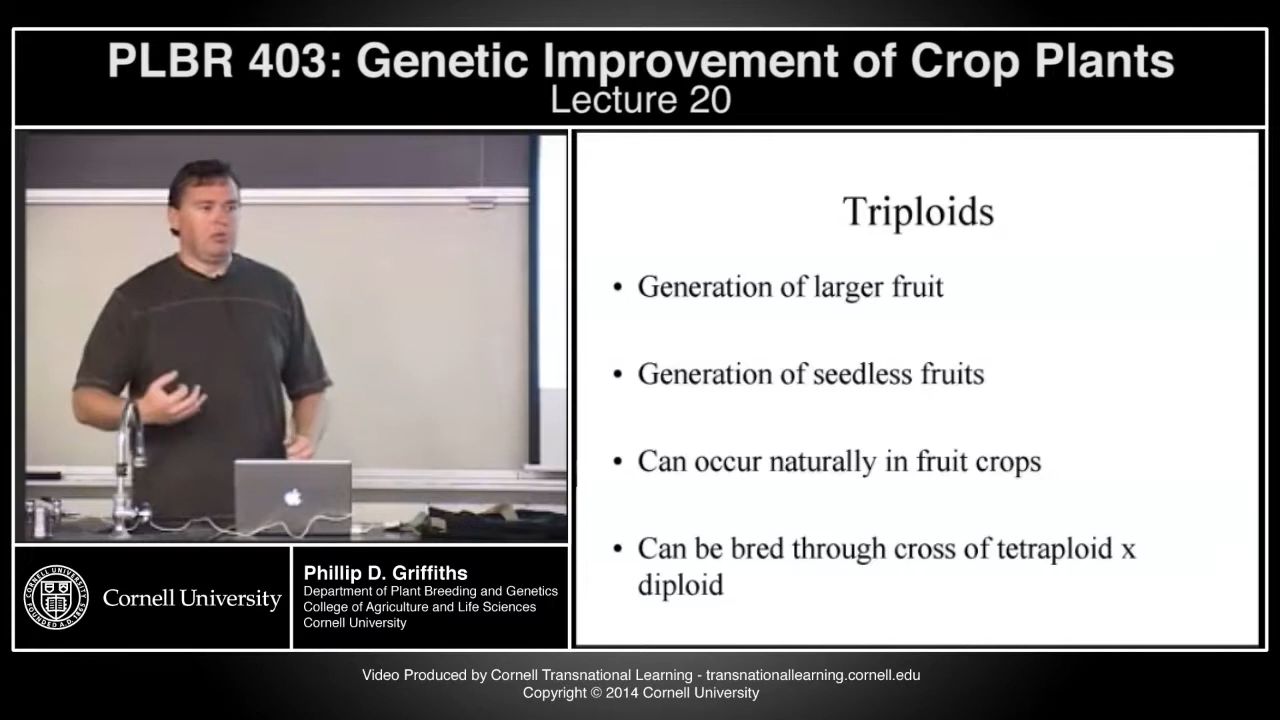 PLBR 403: Genetic Improvement of Crop Plants
Lecture 20
Triploids
• Generation of larger fruit
• Generation of seedless fruits
• Can occur naturally in fruit crops
• Can be bred through cross of tetraploid x
diploid
Cornell University
Phillip D. Griffiths
Department of Plant Breeding and Genetics
College of Agriculture and Life Sciences
Cornell University
Video Produced by Cornell Transnational Learning - transnationallearning.cornell.edu
Copyright © 2014 Cornell University